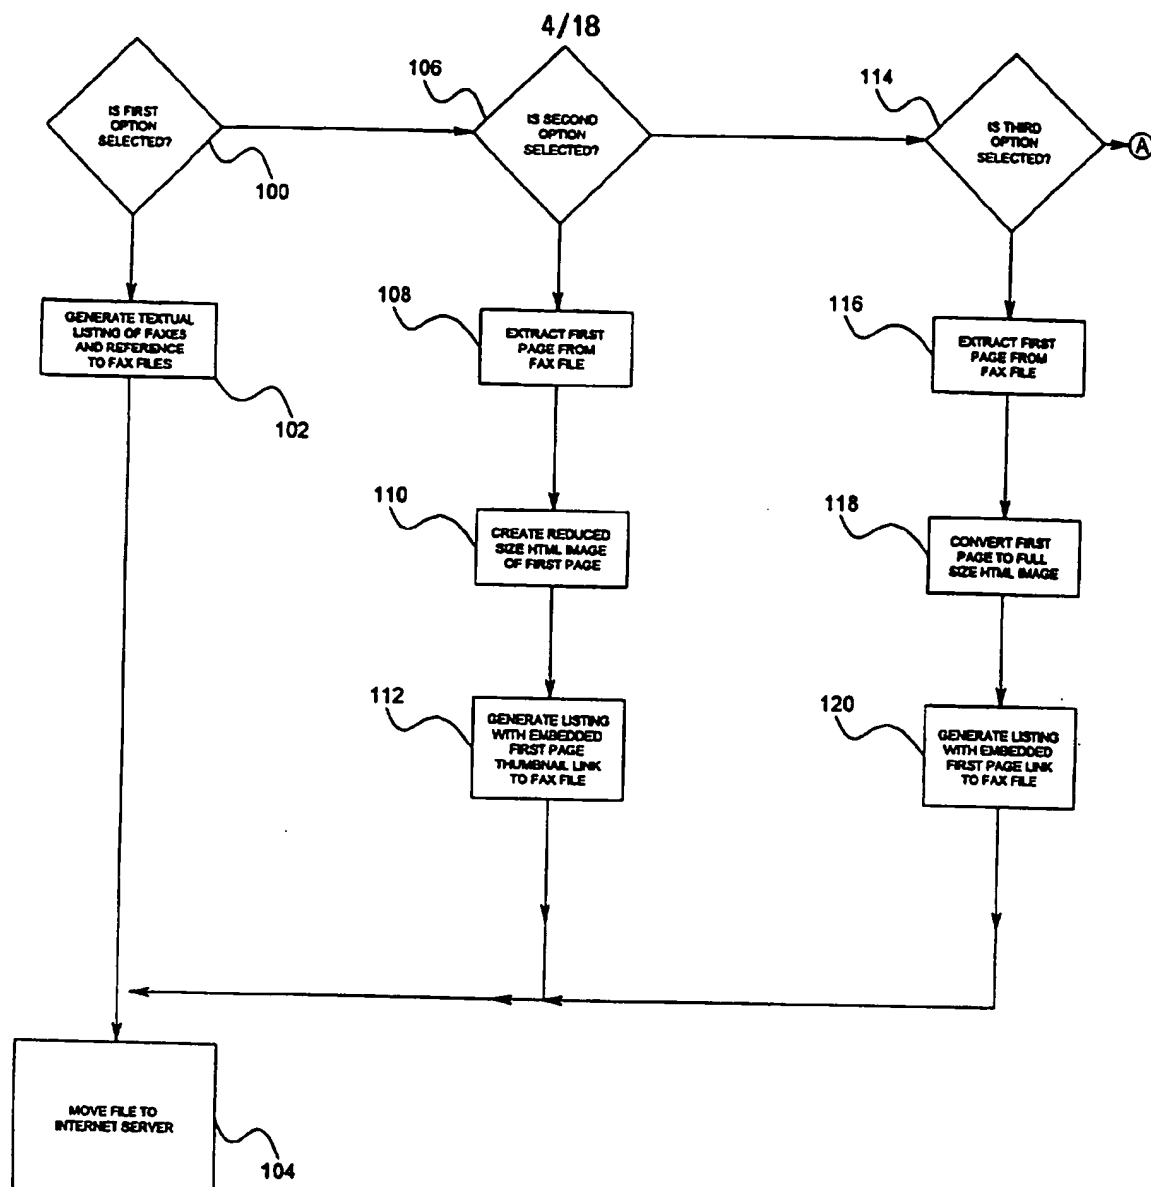 4/18
IS FIRST
OPTION
SELECTED?
100
106
IS SECOND
OPTION
SELECTED?
114
IS THIRD
OPTION
SELECTED?
A
GENERATE TEXTUAL
LISTING OF FAXES
AND REFERENCE
TO FAX FILES
102
108
EXTRACT FIRST
PAGE FROM
FAX FILE
116
EXTRACT FIRST
PAGE FROM
FAX FILE
110
CREATE REDUCED
SIZE HTML IMAGE
OF FIRST PAGE
118
CONVERT FIRST
PAGE TO FULL
SIZE HTML IMAGE
112
GENERATE LISTING
WITH EMBEDDED
FIRST PAGE
THUMBNAIL LINK
TO FAX FILE
120
GENERATE LISTING
WITH EMBEDDED
FIRST PAGE LINK
TO FAX FILE
MOVE FILE TO
INTERNET SERVER
104